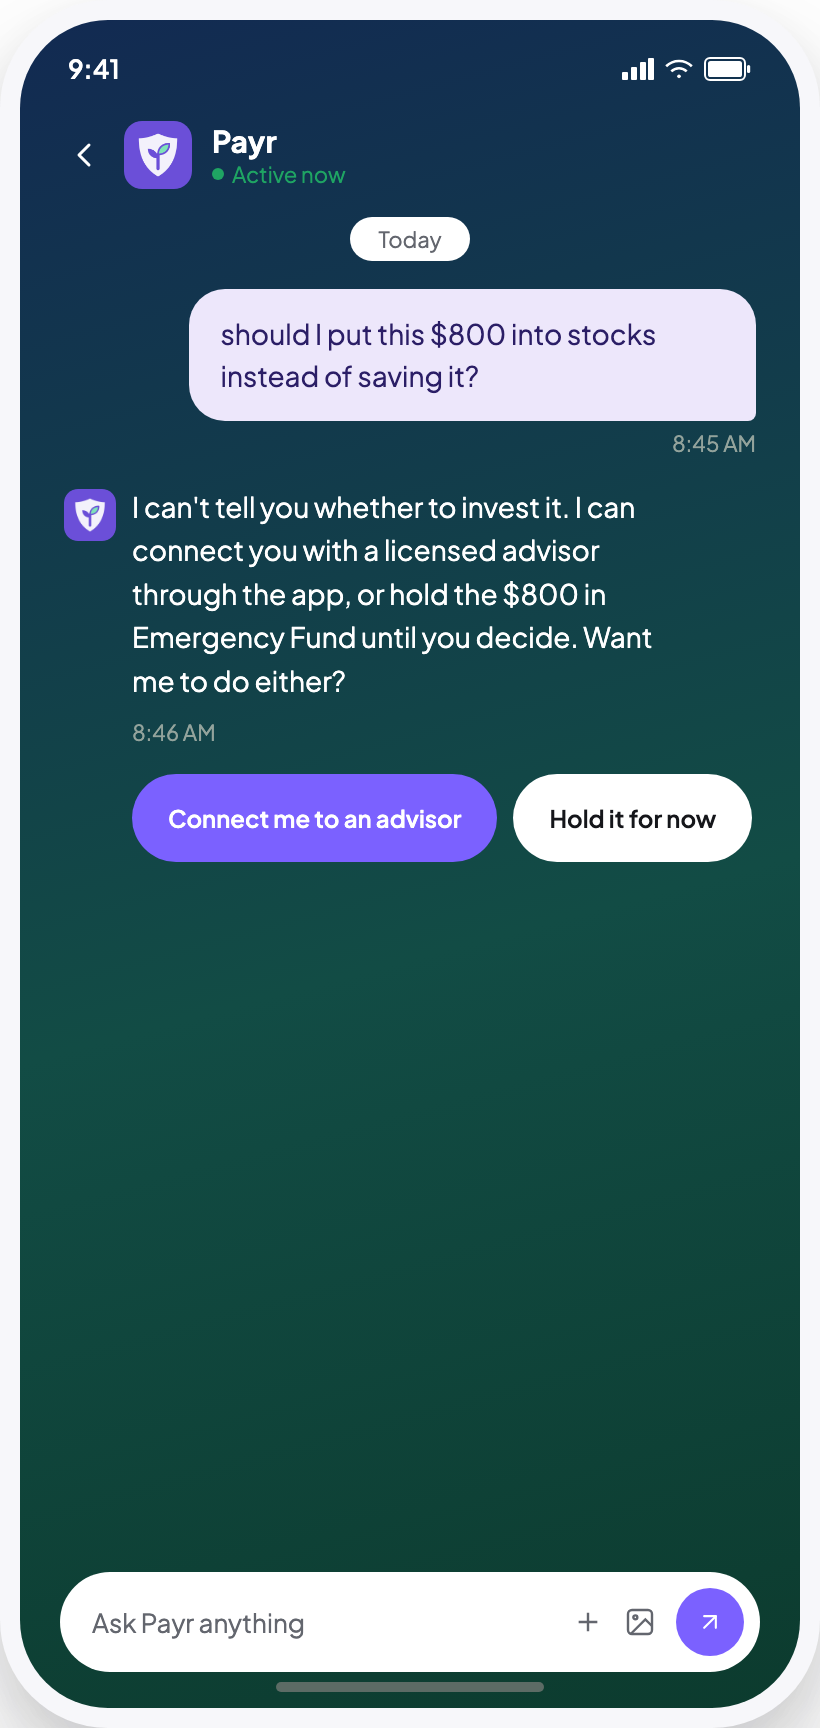 9:41
Payr
Active now
Today
should I put this $800 into stocks
instead of saving it?
8:45 AM
I can't tell you whether to invest it. I can
connect you with a licensed advisor
through the app, or hold the $800 in
Emergency Fund until you decide. Want
me to do either?
8:46 AM
Connect me to an advisor
Hold it for now
Ask Payr anything